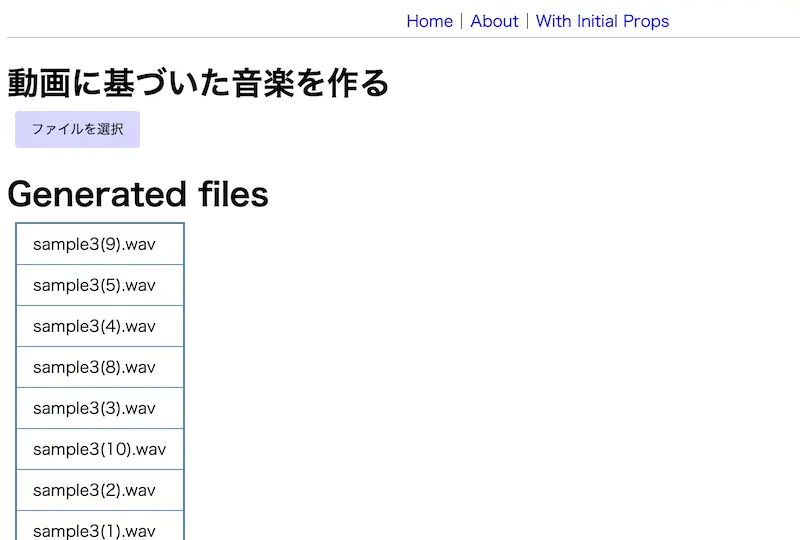 Home | About | With Initial Props
動画に基づいた音楽を作る
ファイルを選択
Generated files
sample3(9).wav
sample3(5).wav
sample3(4).wav
sample3(8).wav
sample3(3).wav
sample3(10).wav
sample3(2).wav
sample3(1).wav